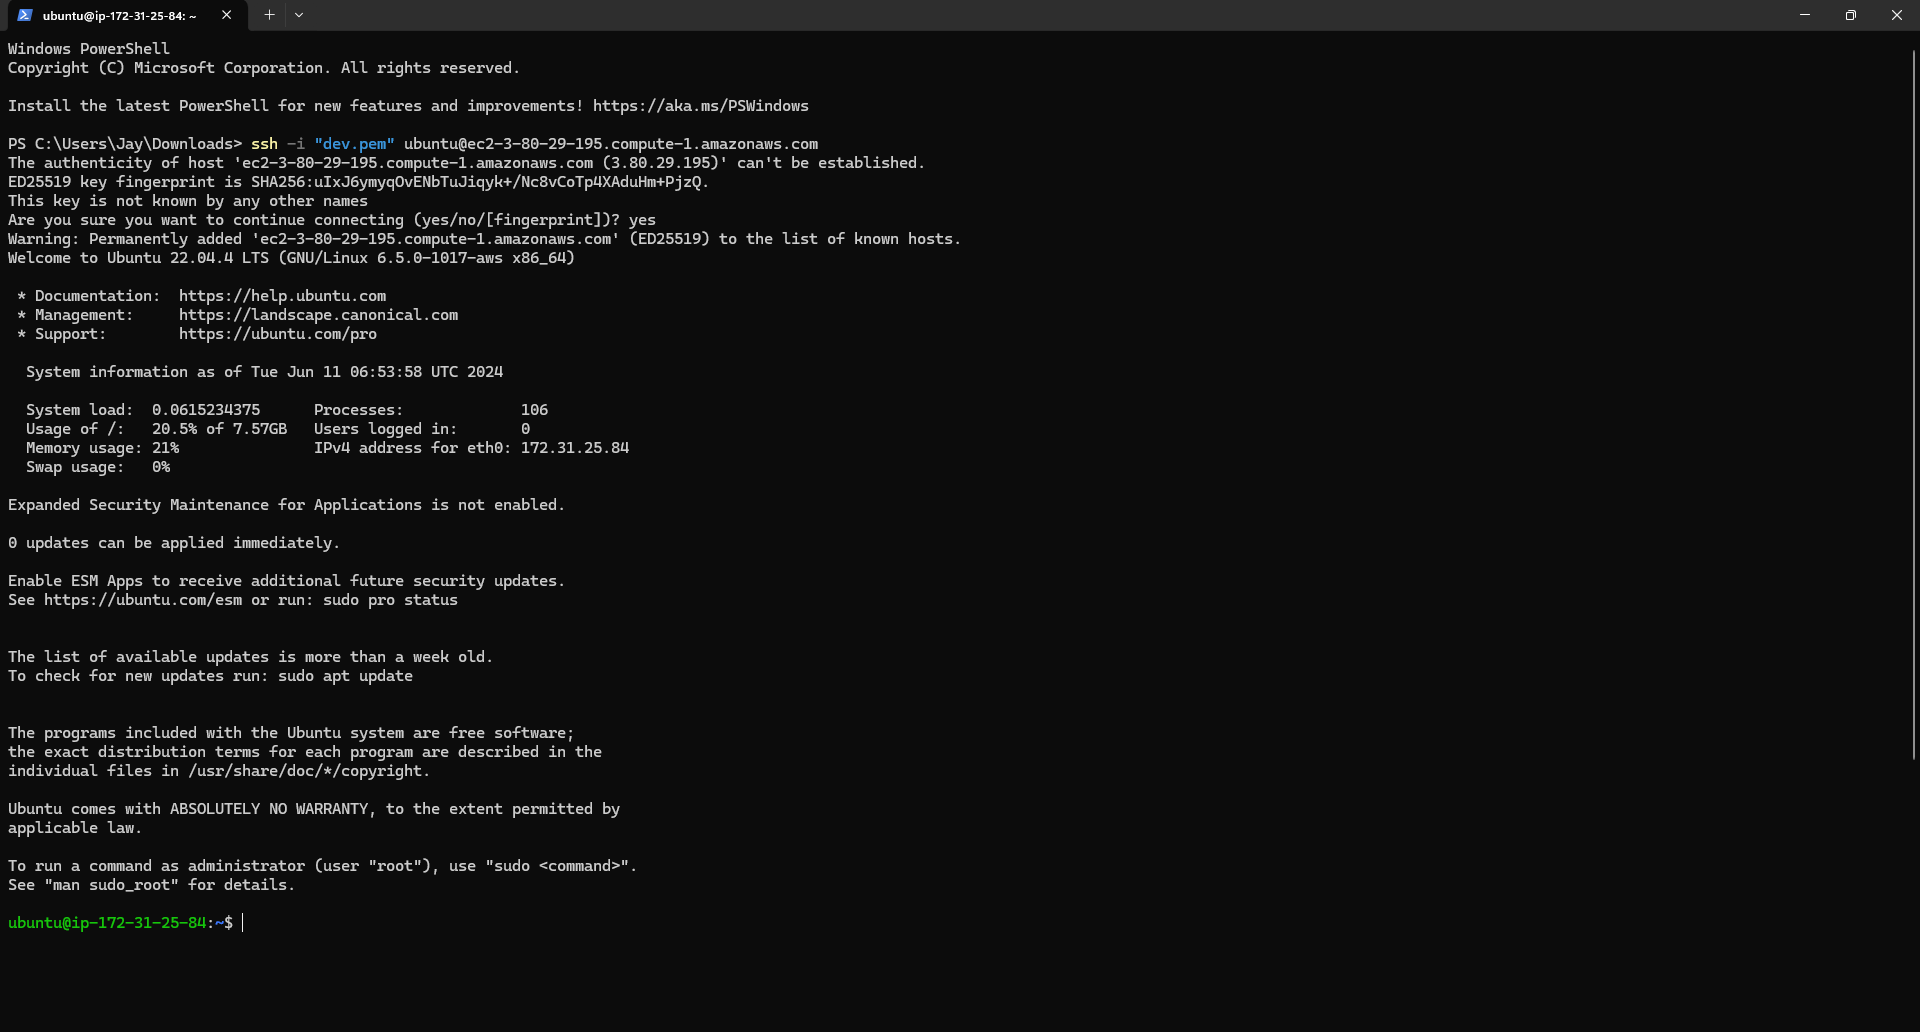 ubuntu@ip-172-31-25-84: ~
Windows PowerShell
Copyright (C) Microsoft Corporation. All rights reserved.
Install the latest PowerShell for new features and improvements! https://aka.ms/PSWindows
PS C:\Users\Jay\Downloads> ssh -i "dev.pem" ubuntu@ec2-3-80-29-195.compute-1.amazonaws.com
The authenticity of host 'ec2-3-80-29-195.compute-1.amazonaws.com (3.80.29.195)' can't be established.
ED25519 key fingerprint is SHA256:uIxJ6ymyqOvENbTuJiqyk+/Nc8vCoTp4XAduHm+PjzQ.
This key is not known by any other names
Are you sure you want to continue connecting (yes/no/[fingerprint])? yes
Warning: Permanently added 'ec2-3-80-29-195.compute-1.amazonaws.com' (ED25519) to the list of known hosts.
Welcome to Ubuntu 22.04.4 LTS (GNU/Linux 6.5.0-1017-aws x86_64)
* Documentation:  https://help.ubuntu.com
* Management:     https://landscape.canonical.com
* Support:        https://ubuntu.com/pro
System information as of Tue Jun 11 06:53:58 UTC 2024
System load:  0.0615234375      Processes:             106
Usage of /:   20.5% of 7.57GB   Users logged in:       0
Memory usage: 21%               IPv4 address for eth0: 172.31.25.84
Swap usage:   0%
Expanded Security Maintenance for Applications is not enabled.
0 updates can be applied immediately.
Enable ESM Apps to receive additional future security updates.
See https://ubuntu.com/esm or run: sudo pro status
The list of available updates is more than a week old.
To check for new updates run: sudo apt update
The programs included with the Ubuntu system are free software;
the exact distribution terms for each program are described in the
individual files in /usr/share/doc/*/copyright.
Ubuntu comes with ABSOLUTELY NO WARRANTY, to the extent permitted by
applicable law.
To run a command as administrator (user "root"), use "sudo <command>".
See "man sudo_root" for details.
ubuntu@ip-172-31-25-84:~$